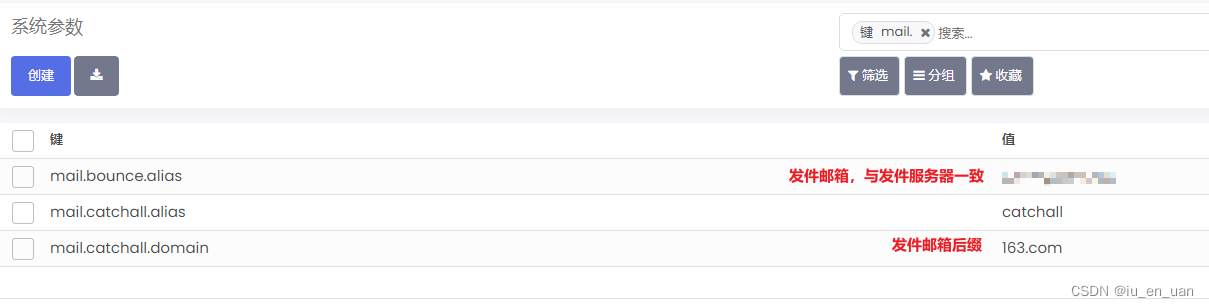 系统参数
键 mail. × 搜索...
创建
筛选 分组 收藏
键 值
mail.bounce.alias 发件邮箱，与发件服务器一致
mail.catchall.alias catchall
mail.catchall.domain 发件邮箱后缀 163.com
CSDN @iu_en_uan